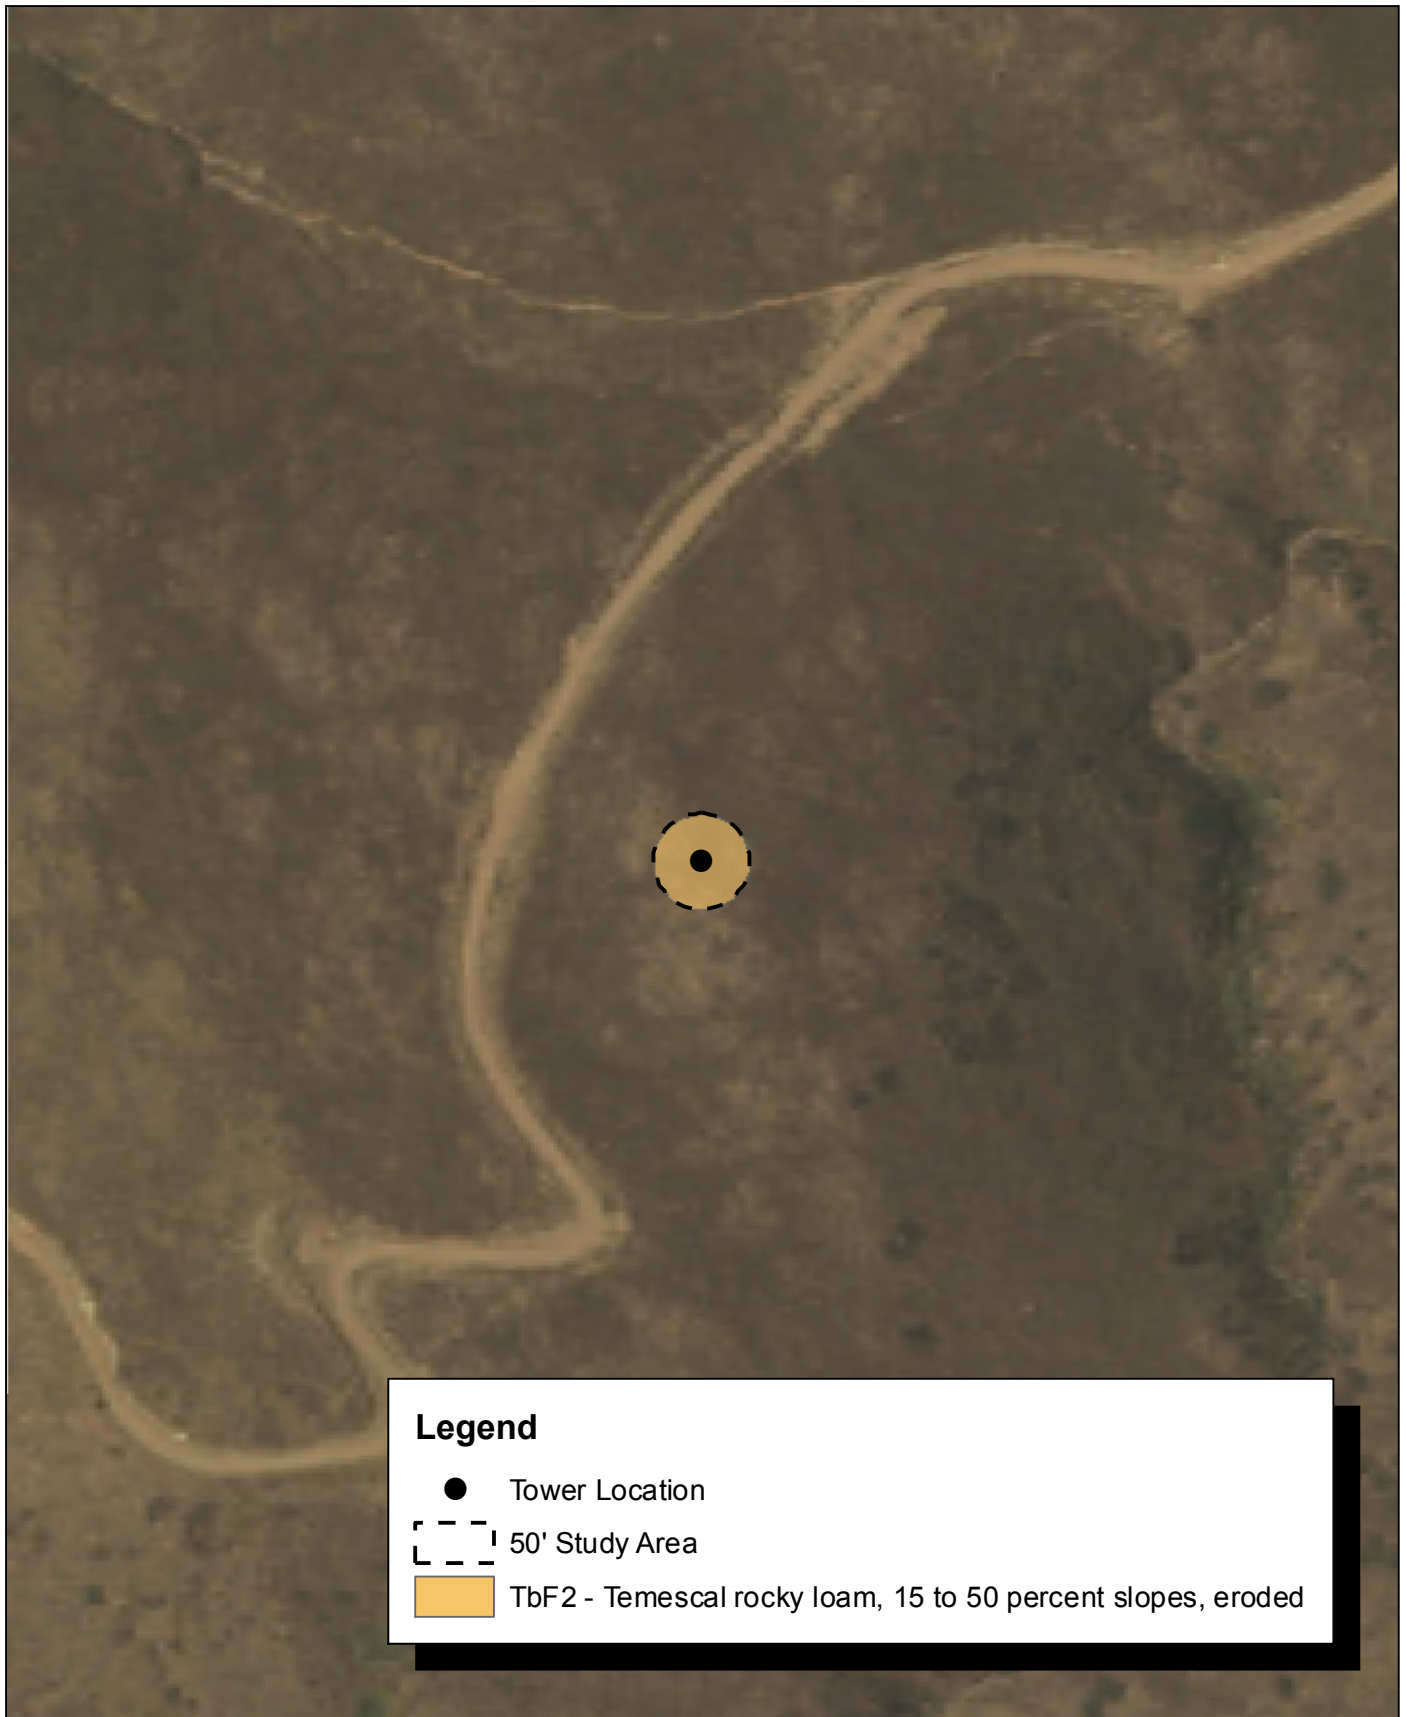 Legend
Tower Location
50' Study Area
TbF2 - Temescal rocky loam, 15 to 50 percent slopes, eroded